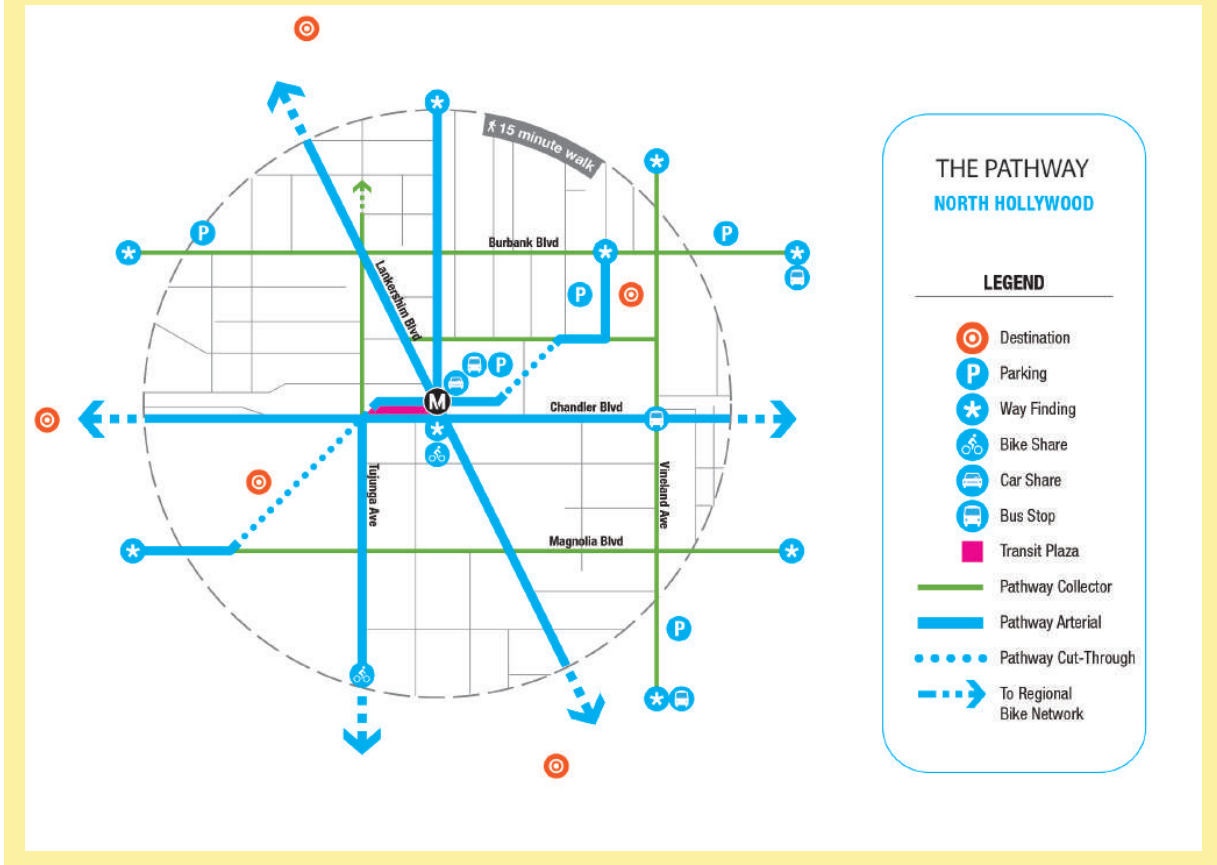 15 minute walk
P
P
Burbank Blvd
Lankershim Blvd
P
P
M
Chandler Blvd
Tujunga Ave
Vineland Ave
Magnolia Blvd
P
THE PATHWAY
NORTH HOLLYWOOD
LEGEND
Destination
P Parking
Way Finding
Bike Share
Car Share
Bus Stop
Transit Plaza
Pathway Collector
Pathway Arterial
Pathway Cut-Through
To Regional
Bike Network